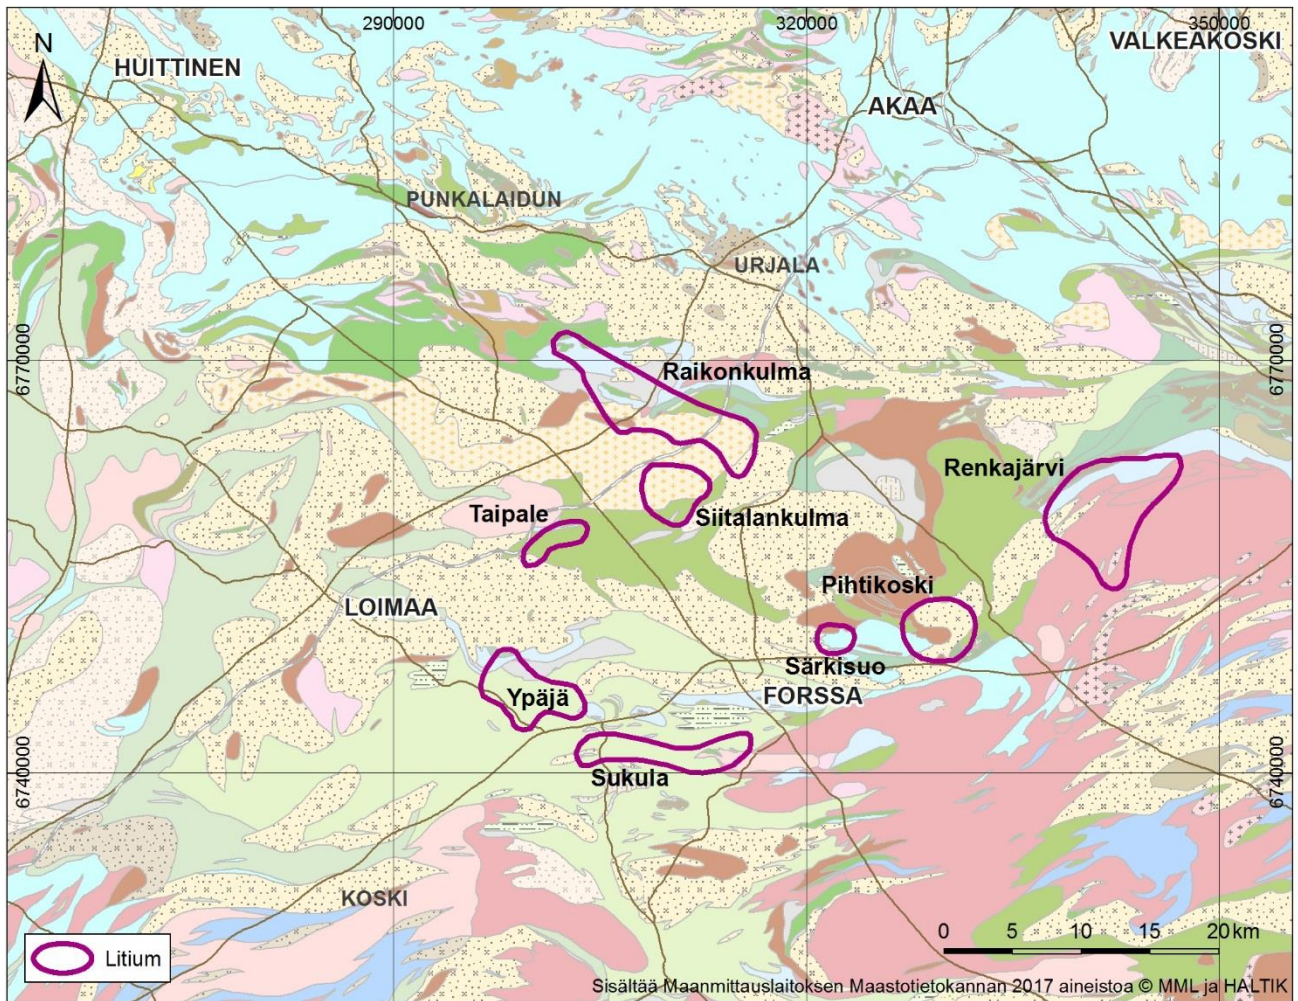 290000
320000
350000
N
HUITTINEN
VALKEAKOSKI
AKAA
PUNKALAIDUN
URJALA
6770000
6770000
Raikonkulma
Renkajärvi
Taipale
Siitalankulma
Pihtikoski
LOIMAA
Särkisuo
Ypäjä
FORSSA
6740000
6740000
Sukula
KOSKI
0 5 10 15 20 km
Litium
Sisältää Maanmittauslaitoksen Maastotietokannan 2017 aineistoa © MML ja HALTIK